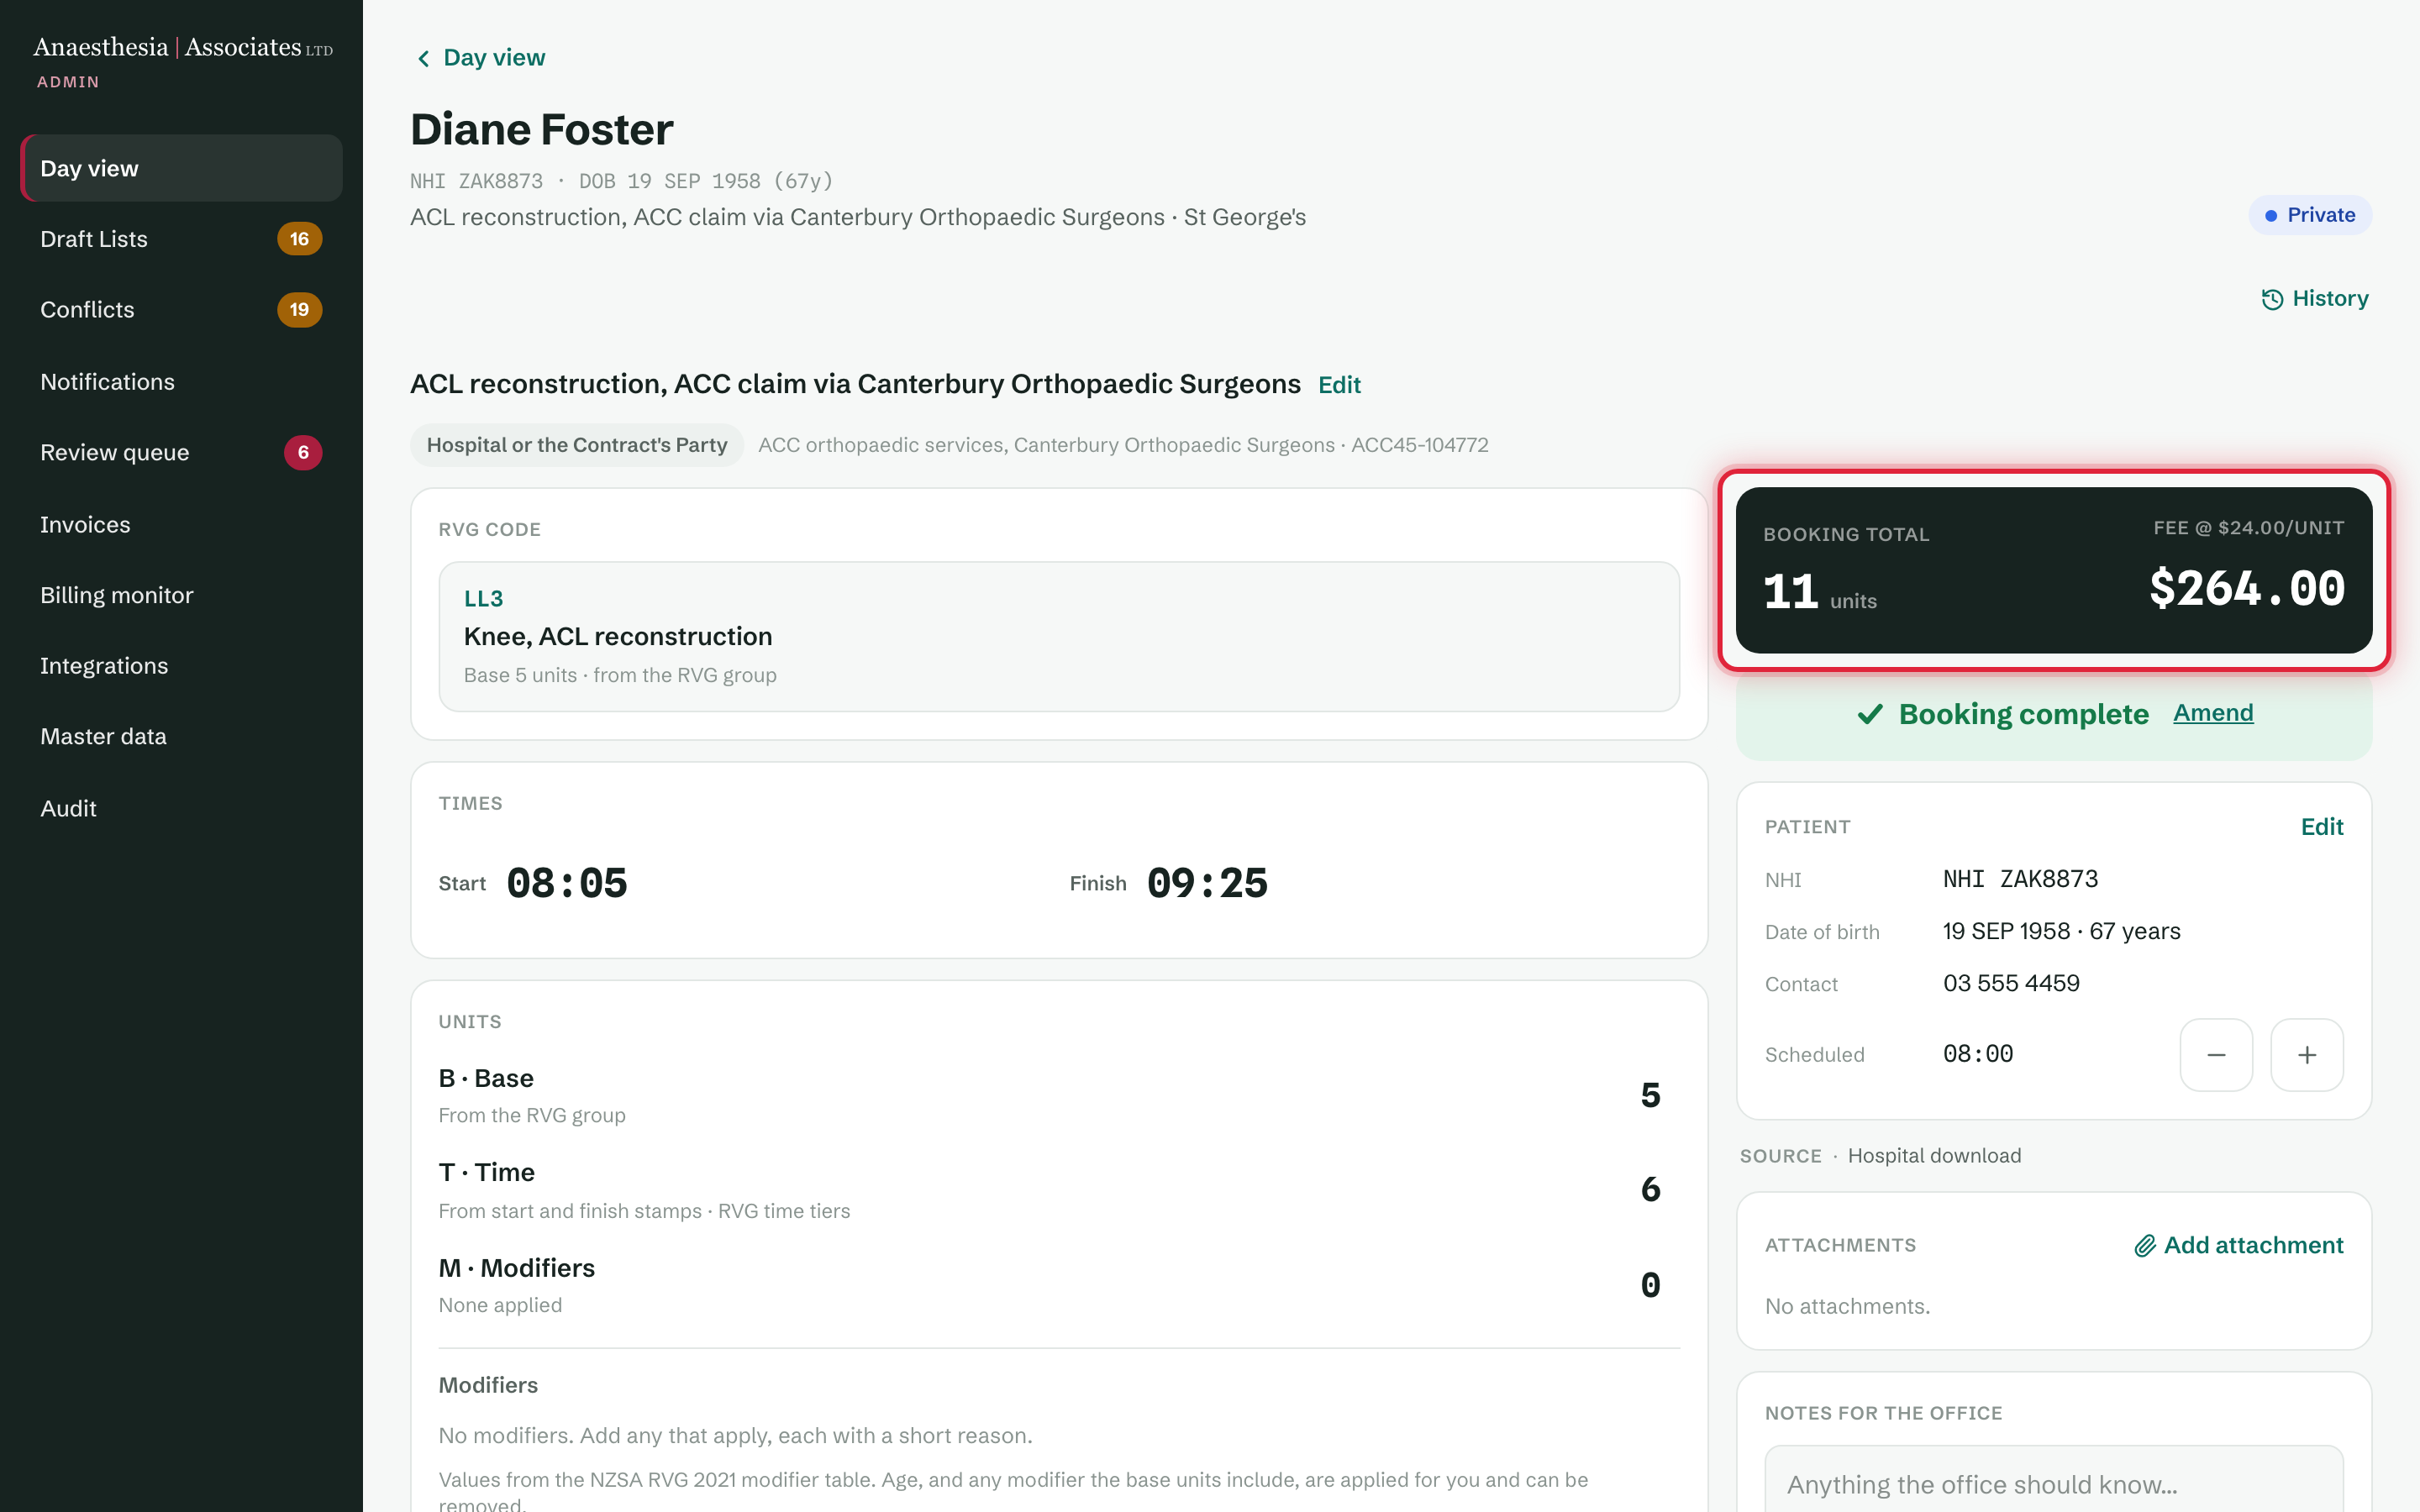 Anaesthesia | Associates LTD
ADMIN
Day view
Draft Lists 16
Conflicts 19
Notifications
Review queue 6
Invoices
Billing monitor
Integrations
Master data
Audit
Day view
Diane Foster
NHI ZAK8873 · DOB 19 SEP 1958 (67y)
ACL reconstruction, ACC claim via Canterbury Orthopaedic Surgeons · St George's
Private
History
ACL reconstruction, ACC claim via Canterbury Orthopaedic Surgeons Edit
Hospital or the Contract's Party ACC orthopaedic services, Canterbury Orthopaedic Surgeons · ACC45-104772
RVG CODE
LL3
Knee, ACL reconstruction
Base 5 units · from the RVG group
TIMES
Start 08:05 Finish 09:25
UNITS
B · Base
From the RVG group
5
T · Time
From start and finish stamps · RVG time tiers
6
M · Modifiers
None applied
0
Modifiers
No modifiers. Add any that apply, each with a short reason.
Values from the NZSA RVG 2021 modifier table. Age, and any modifier the base units include, are applied for you and can be
removed.
BOOKING TOTAL FEE @ $24.00/UNIT
11 units $264.00
Booking complete Amend
PATIENT Edit
NHI NHI ZAK8873
Date of birth 19 SEP 1958 · 67 years
Contact 03 555 4459
Scheduled 08:00 − +
SOURCE · Hospital download
ATTACHMENTS Add attachment
No attachments.
NOTES FOR THE OFFICE
Anything the office should know...